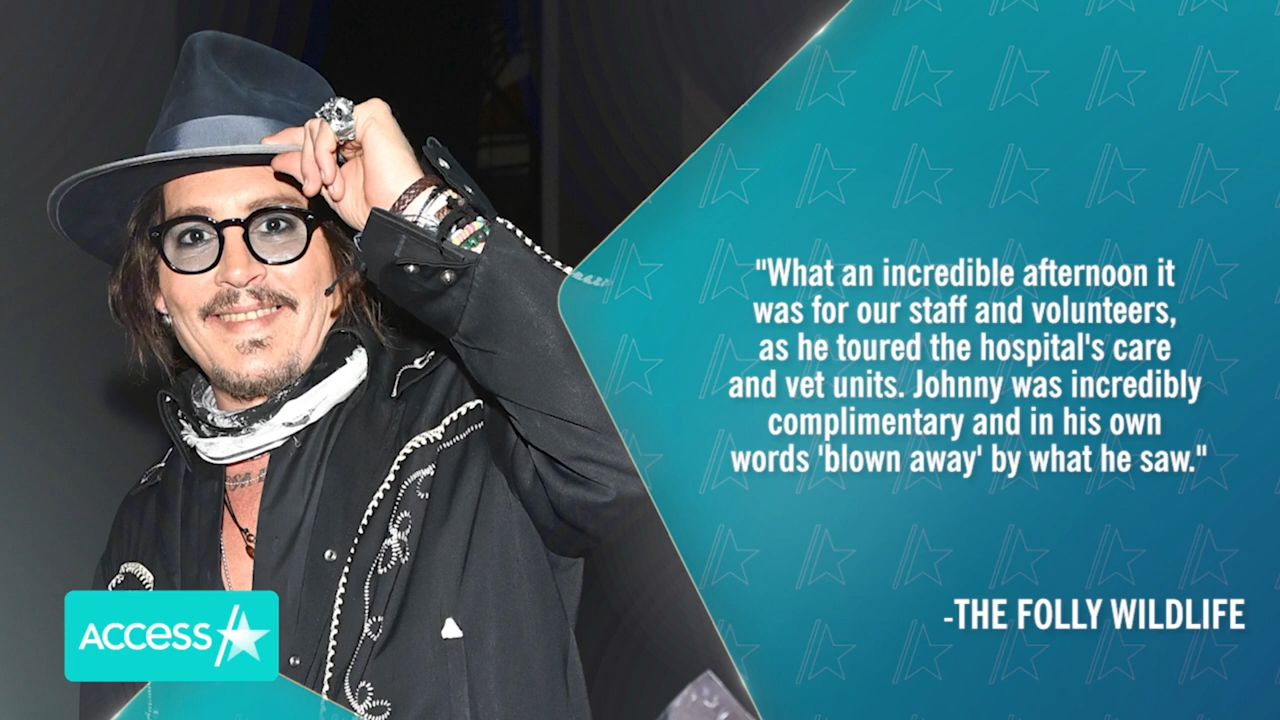 "What an incredible afternoon it
was for our staff and volunteers,
as he toured the hospital's care
and vet units. Johnny was incredibly
complimentary and in his own
words 'blown away' by what he saw."
-THE FOLLY WILDLIFE
ACCESS